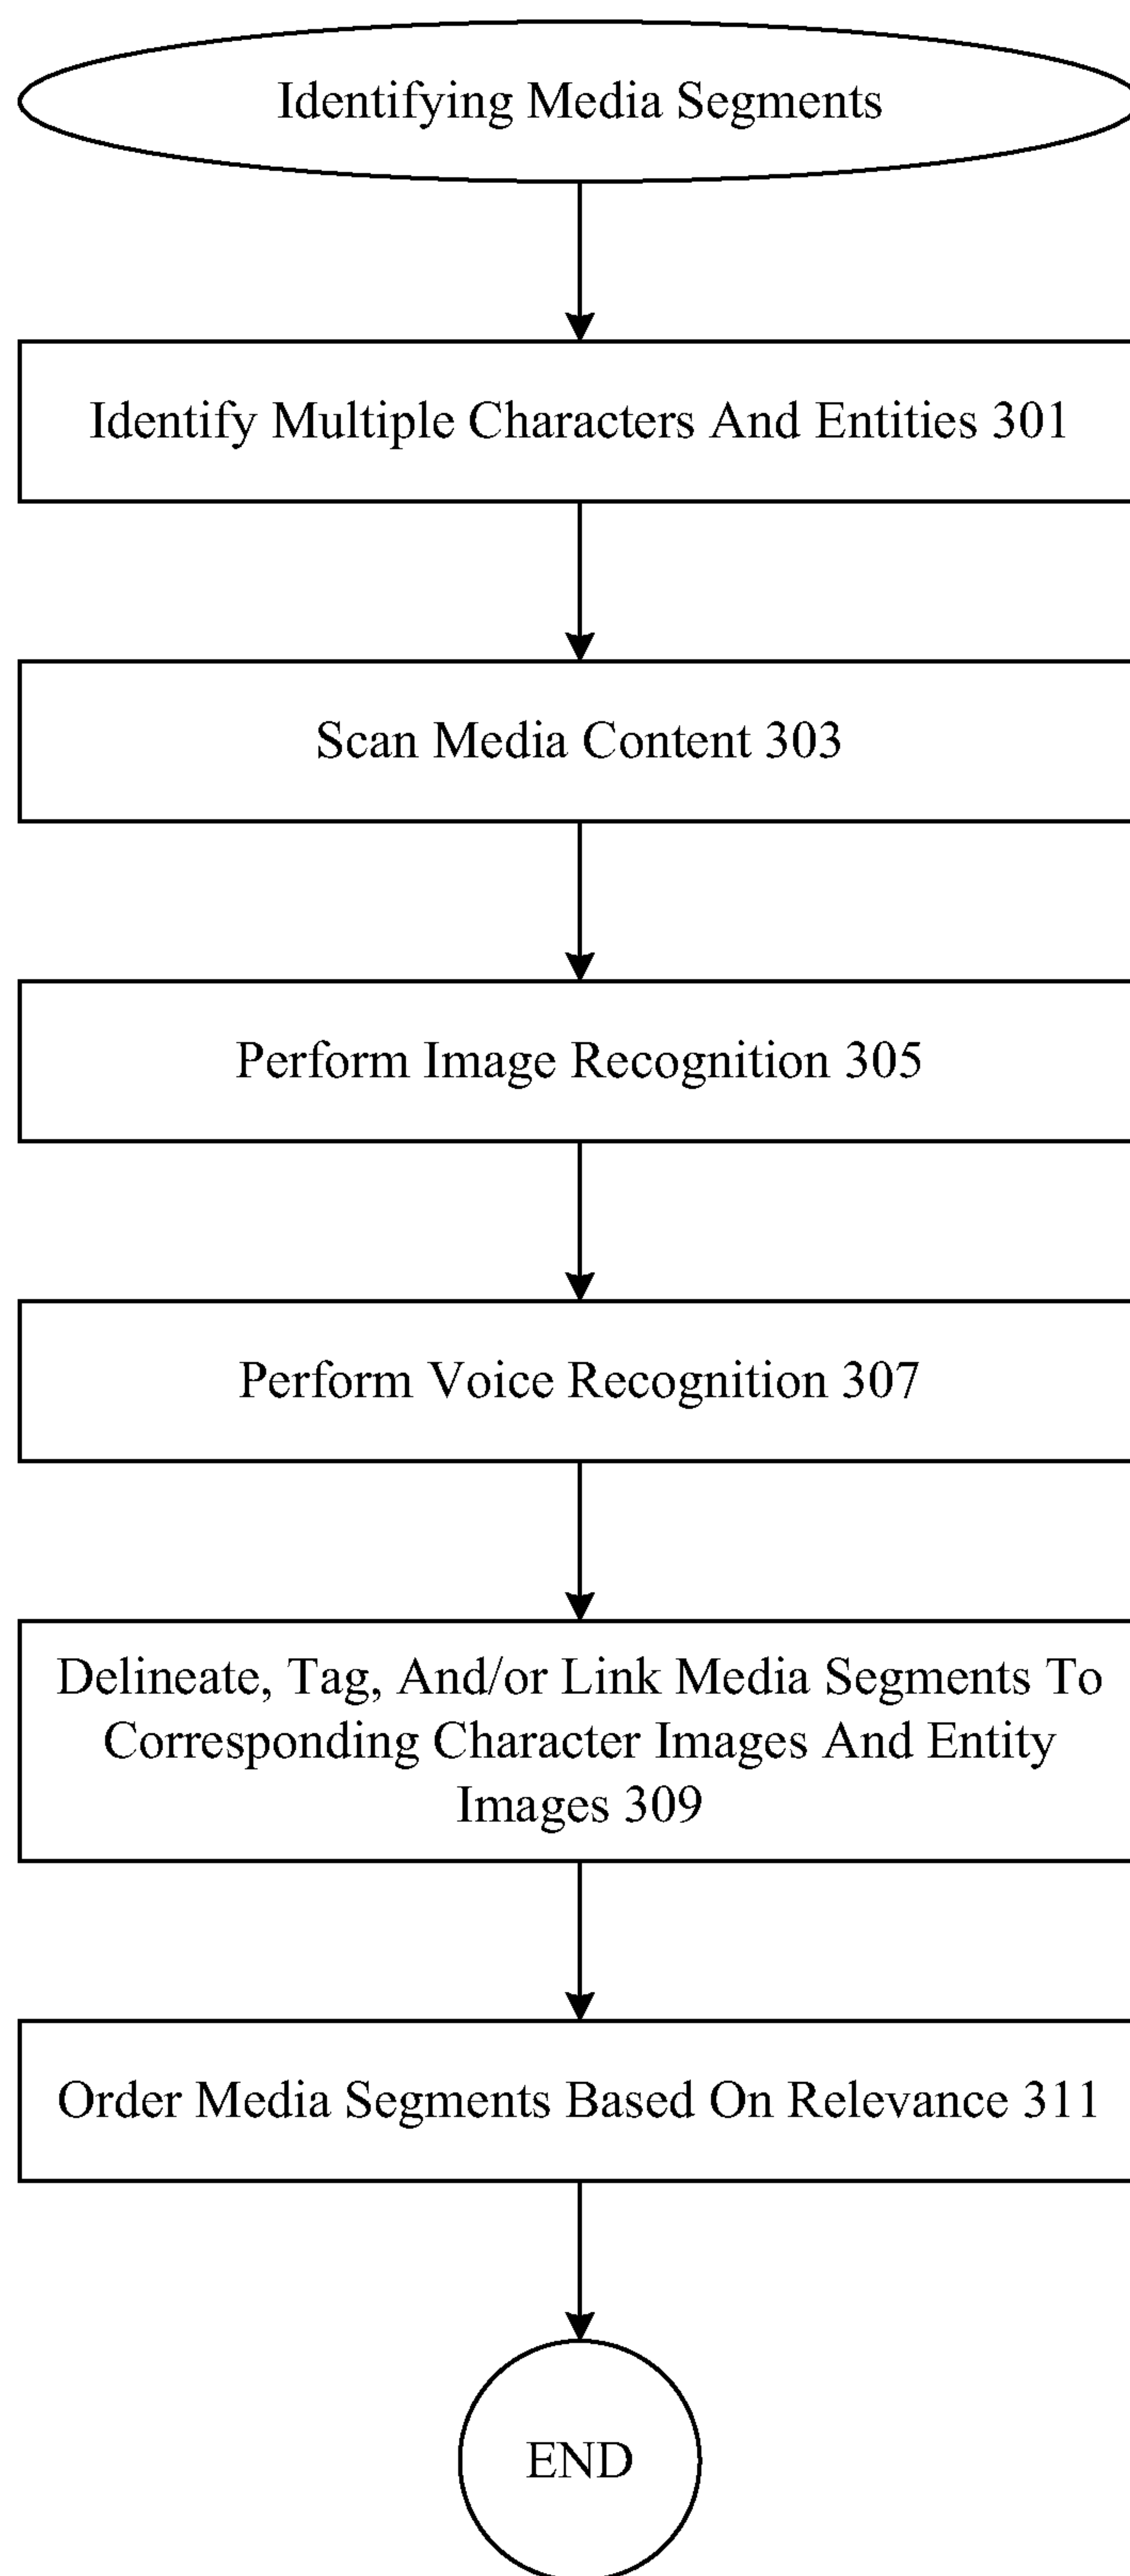 Identifying Media Segments
Identify Multiple Characters And Entities 301
Scan Media Content 303
Perform Image Recognition 305
Perform Voice Recognition 307
Delineate, Tag, And/or Link Media Segments To
Corresponding Character Images And Entity
Images 309
Order Media Segments Based On Relevance 311
END